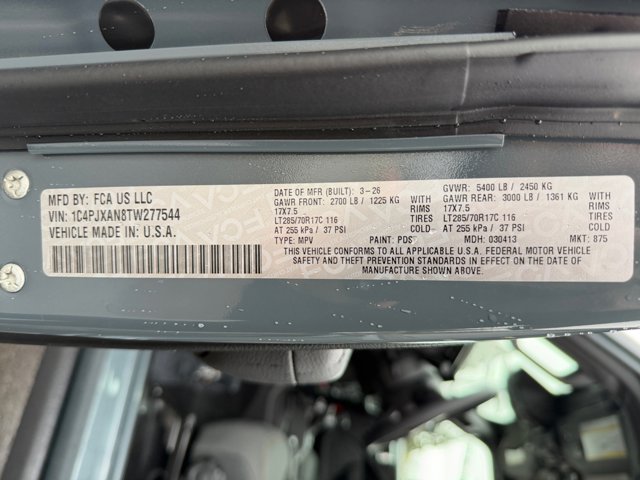 MFD BY: FCA US LLC
VIN: 1C4PJXAN8TW277544
VEHICLE MADE IN U.S.A.
DATE OF MFR (BUILT): 3-26 GVWR: 5400 LB / 2450 KG
GAWR FRONT: 2700 LB / 1225 KG WITH GAWR REAR: 3000 LB / 1361 KG WITH
17X7.5 RIMS 17X7.5 RIMS
LT285/70R17C 116 TIRES LT285/70R17C 116 TIRES
AT 255 kPa / 37 PSI COLD AT 255 kPa / 37 PSI COLD
TYPE: MPV PAINT: PDS MDH: 030413 MKT: 875
THIS VEHICLE CONFORMS TO ALL APPLICABLE U.S.A. FEDERAL MOTOR VEHICLE
SAFETY AND THEFT PREVENTION STANDARDS IN EFFECT ON THE DATE OF
MANUFACTURE SHOWN ABOVE.